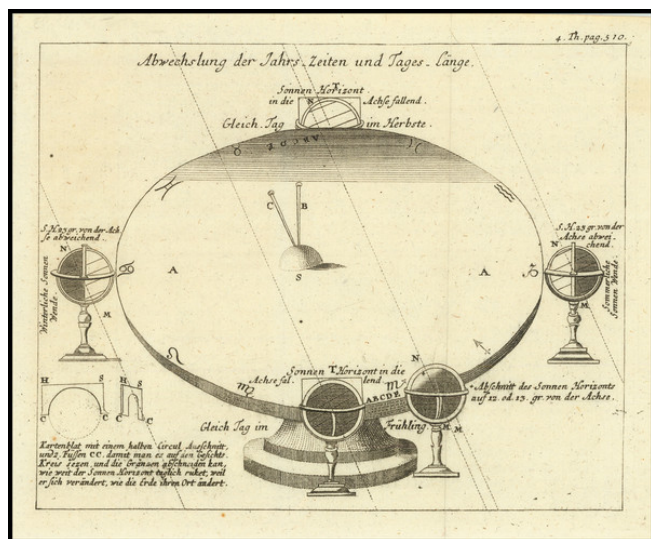 4. Th. pag. 510.
Abwechslung der Jahrs-Zeiten und Tages-Länge.
Sonnen Horizont
in die Achse fallend.
N
Gleich. Tag im Herbste.
A B C D E
C B
S
S. H. 23 gr. von der Ach-
se abweichend.
N
Winterliche Sonnen
Wende.
M
A A
S. H. 23 gr. von der
Achse abwei-
chend.
N
Sommerliche
Sonnen Wende.
M
Sonnen Horizont in die
Achse fal- lend
N
A B C D E
Abschnitt des Sonnen Horizonts
auf 12. od. 13. gr. von der Achse.
Gleich Tag im Frühling.
M
H S H S
C C C C
Kartenblat mit einem halben Circul Ausschnitt,
und 2. Füssen CC. damit man es auf den Gesichts
Kreis sezen, und die Gränzen abschneiden kan,
wie weit der Sonnen Horizont täglich ruket, weil
er sich verändert, wie die Erde ihren Ort ändert.